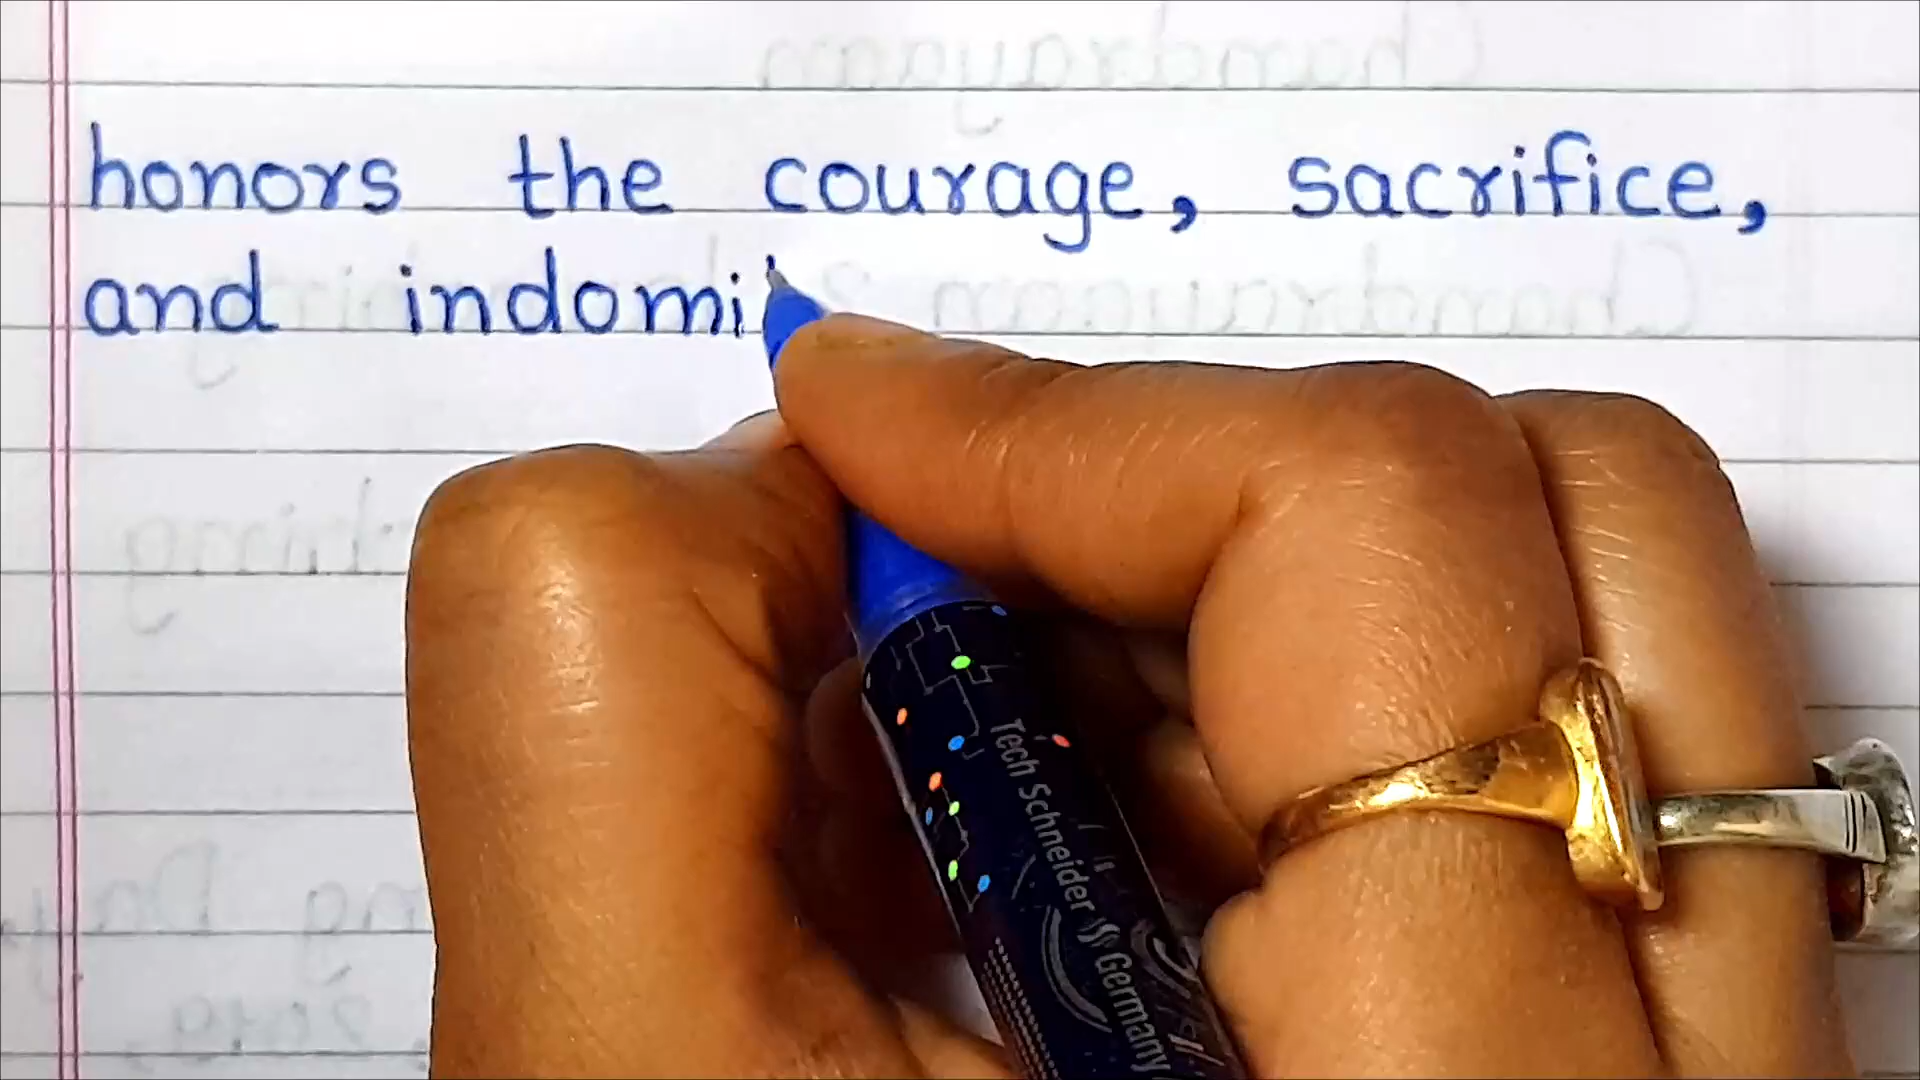 honors the courage, sacrifice,
and indomi
Tech Schneider Germany